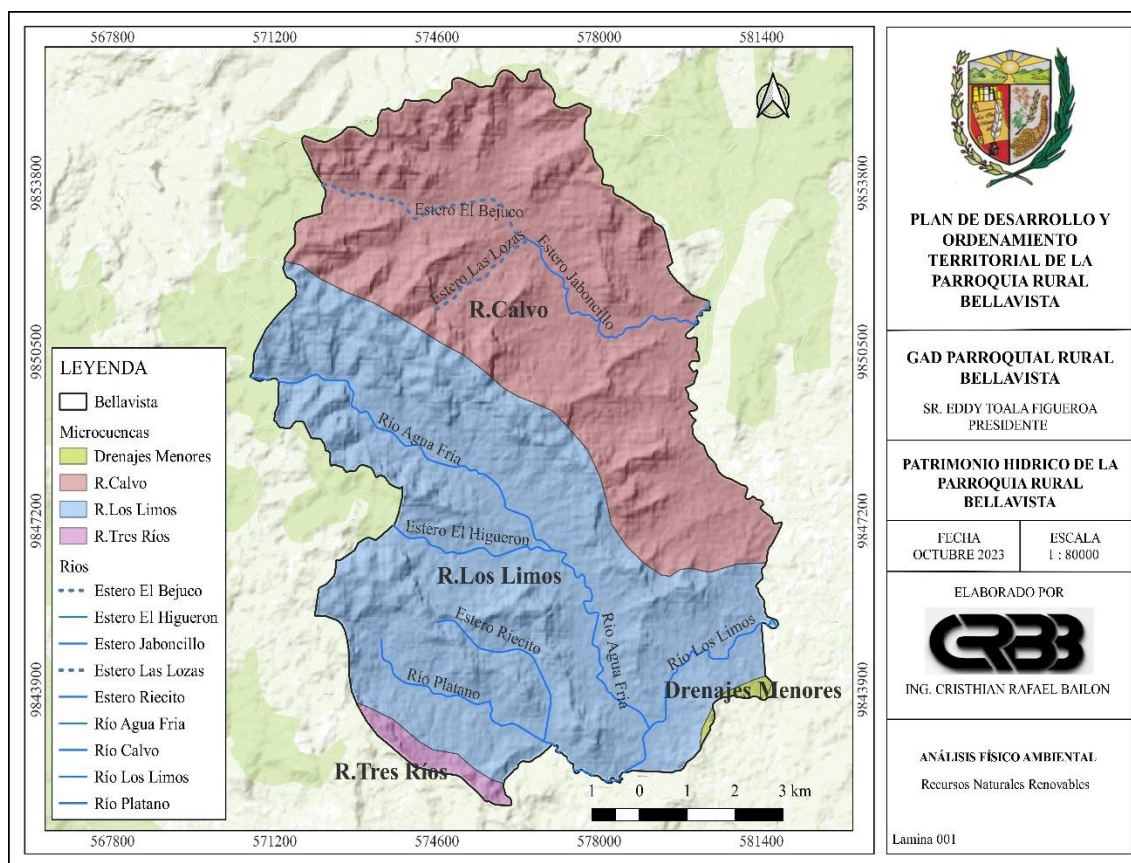 567800 571200 574600 578000 581400
9853800
9850500
9847200
9843900
9853800
9850500
9847200
9843900
Estero El Bejuco
Estero Las Lozas
Estero Jaboncillo
R.Calvo
Río Agua Fria
Estero El Higueron
R.Los Limos
Estero Riecito
Río Agua Fria
Río Los Limos
Río Platano
Drenajes Menores
R.Tres Ríos
1 0 1 2 3 km
567800 571200 574600 578000 581400
LEYENDA
Bellavista
Microcuencas
Drenajes Menores
R.Calvo
R.Los Limos
R.Tres Ríos
Rios
Estero El Bejuco
Estero El Higueron
Estero Jaboncillo
Estero Las Lozas
Estero Riecito
Río Agua Fria
Río Calvo
Río Los Limos
Río Platano
PLAN DE DESARROLLO Y
ORDENAMIENTO
TERRITORIAL DE LA
PARROQUIA RURAL
BELLAVISTA
GAD PARROQUIAL RURAL
BELLAVISTA
SR. EDDY TOALA FIGUEROA
PRESIDENTE
PATRIMONIO HIDRICO DE LA
PARROQUIA RURAL
BELLAVISTA
FECHA
OCTUBRE 2023
ESCALA
1 : 80000
ELABORADO POR
CRBB
ING. CRISTHIAN RAFAEL BAILON
ANÁLISIS FÍSICO AMBIENTAL
Recursos Naturales Renovables
Lamina 001